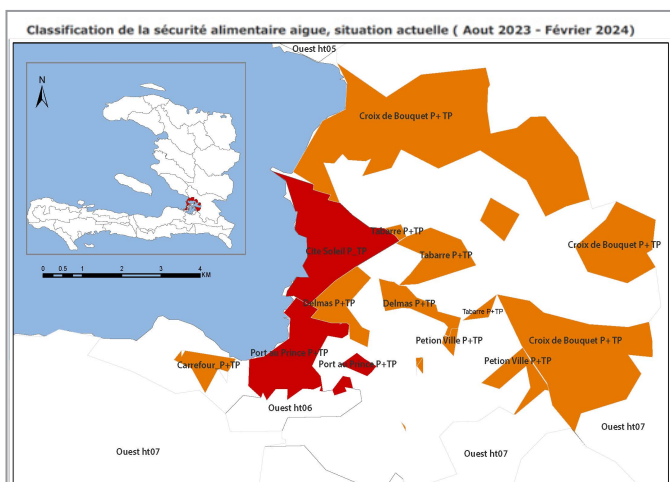 Classification de la sécurité alimentaire aigue, situation actuelle ( Aout 2023 - Février 2024)
Ouest ht05
N
Croix de Bouquet P+ TP
Tabarre P+TP
Cite Soleil P_TP
Tabarre P+TP
Croix de Bouquet P+TP
0 0.5 1 2 3 4
KM
Delmas P+TP
Delmas P+TP
Tabarre P+TP
Petion Ville P+TP
Croix de Bouquet P+TP
Port au Prince P+TP
Port au Prince P+TP
Petion Ville P+TP
Carrefour_P+TP
Ouest ht06
Ouest ht07
Ouest ht07
Ouest ht07